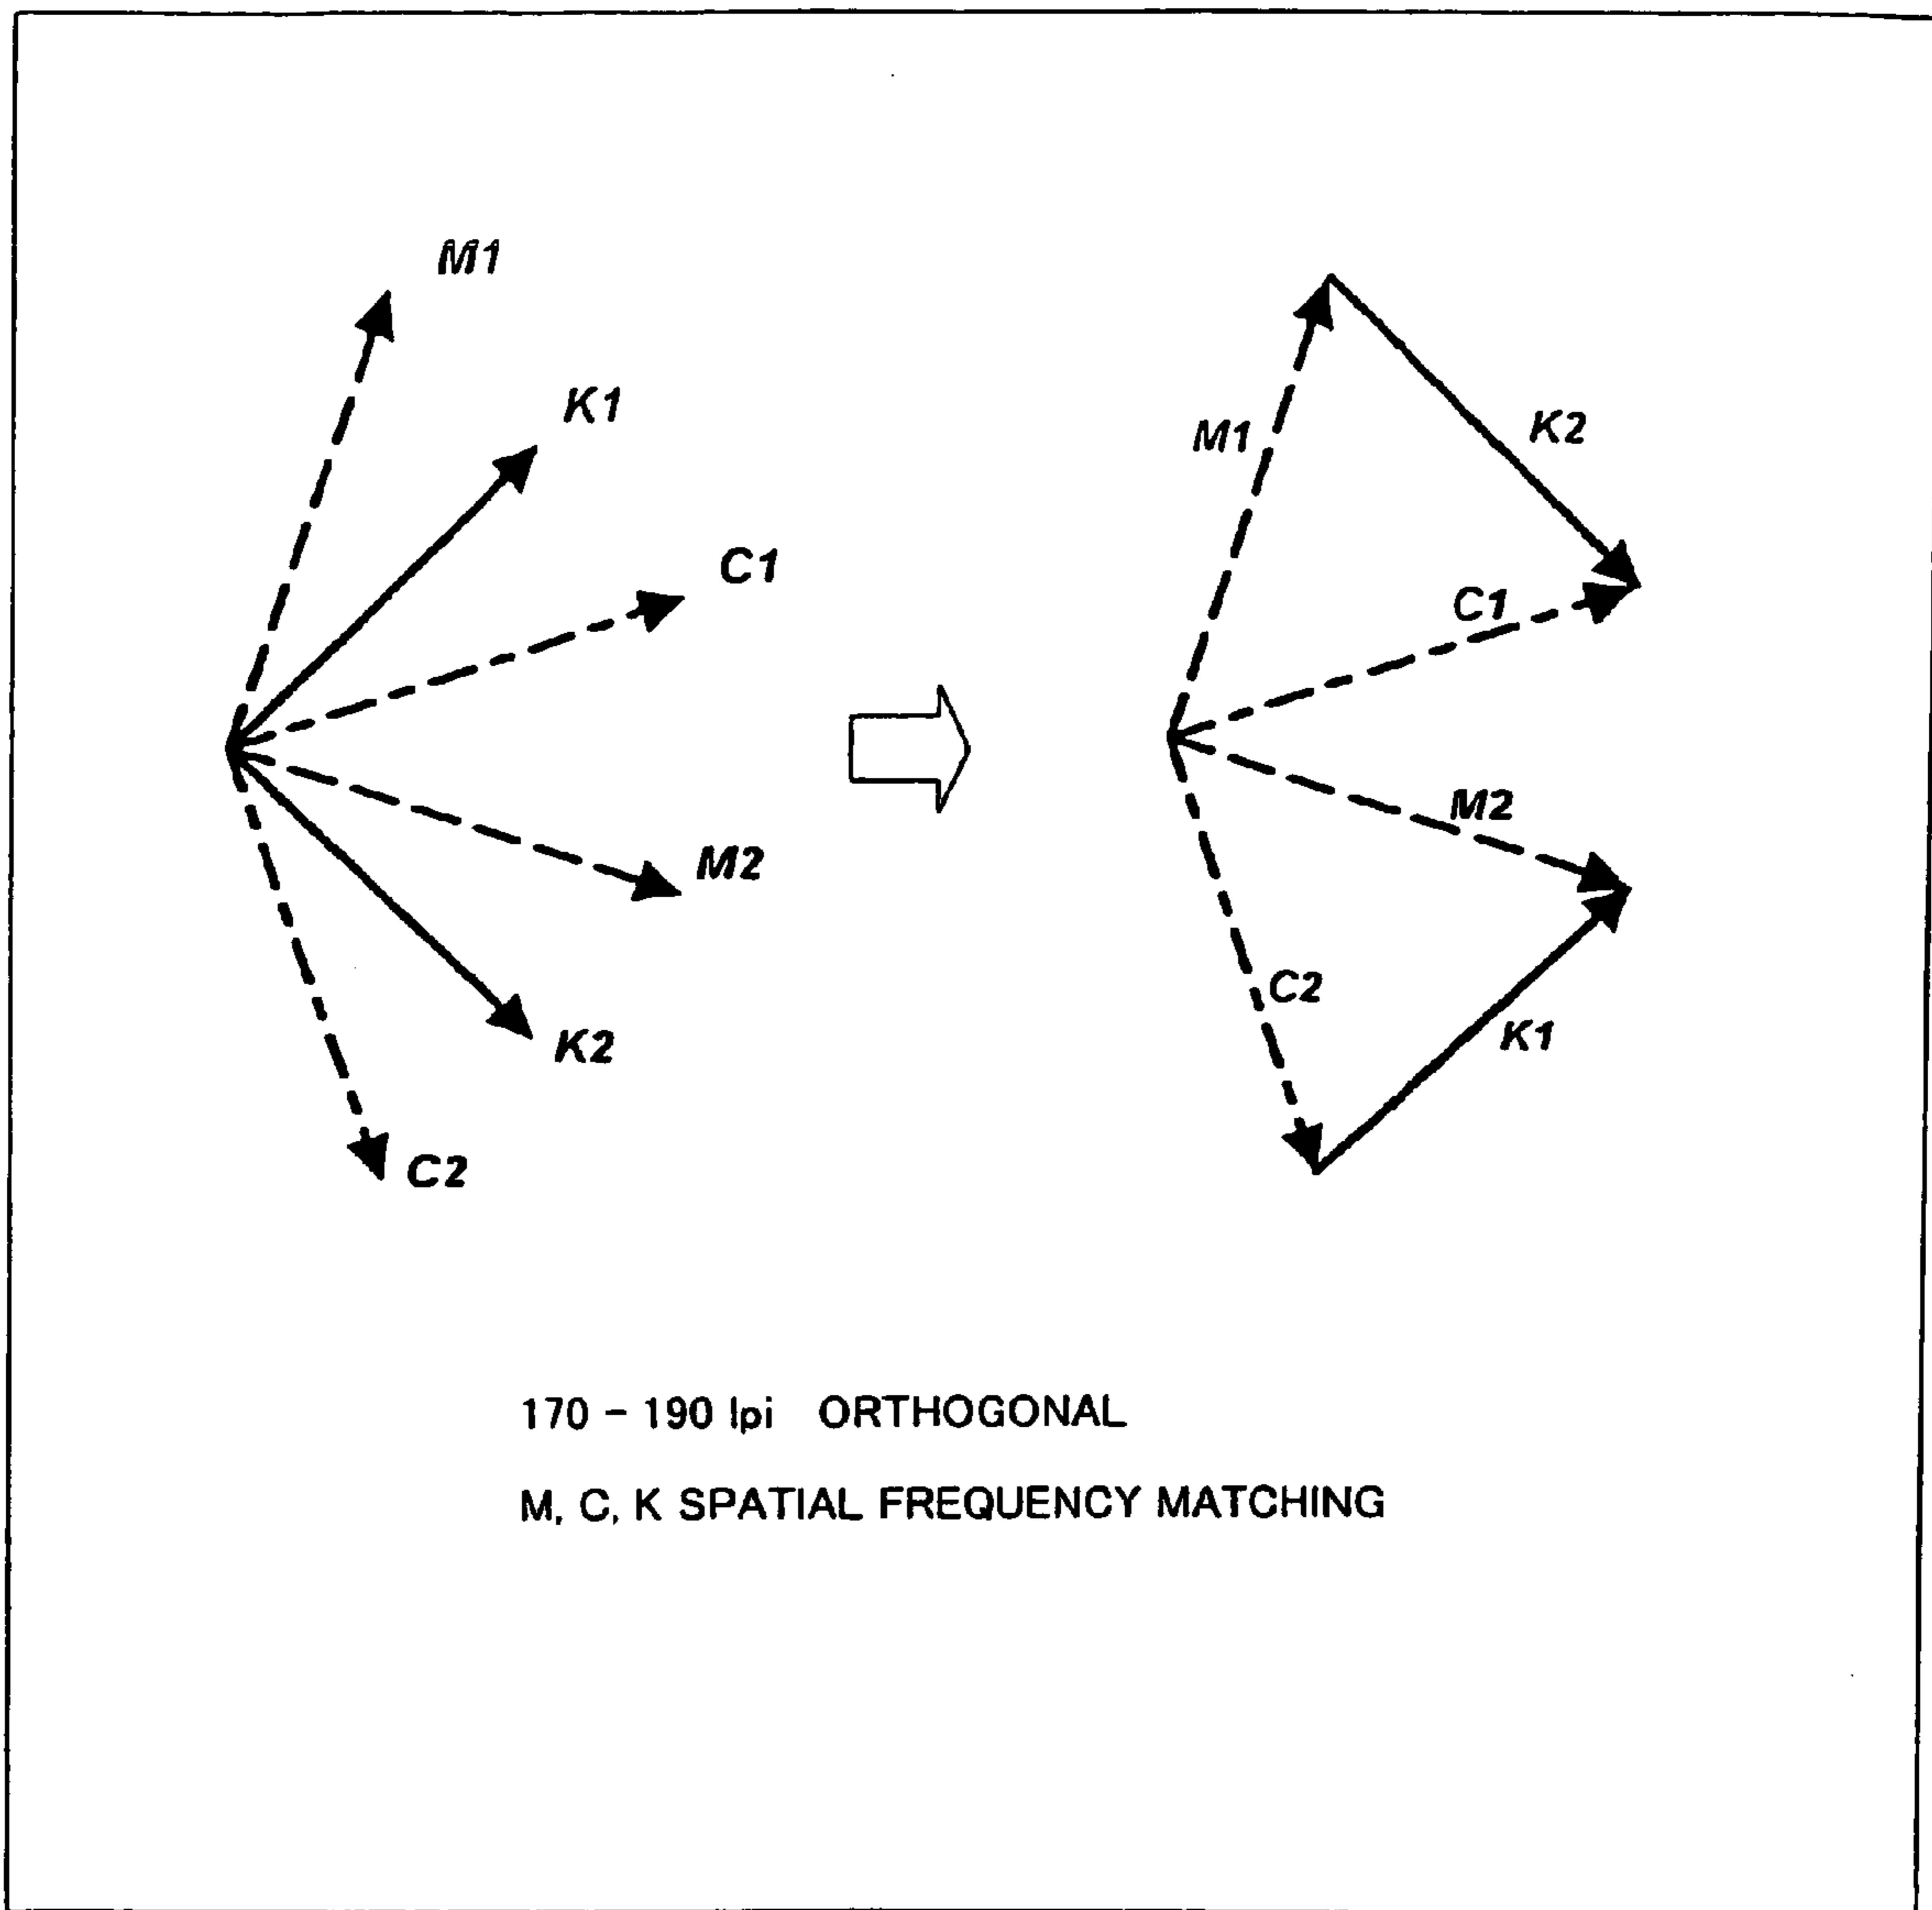 M1
K1
C1
M2
K2
C2
M1
K2
C1
M2
C2
K1
170 – 190 lpi ORTHOGONAL
M, C, K SPATIAL FREQUENCY MATCHING